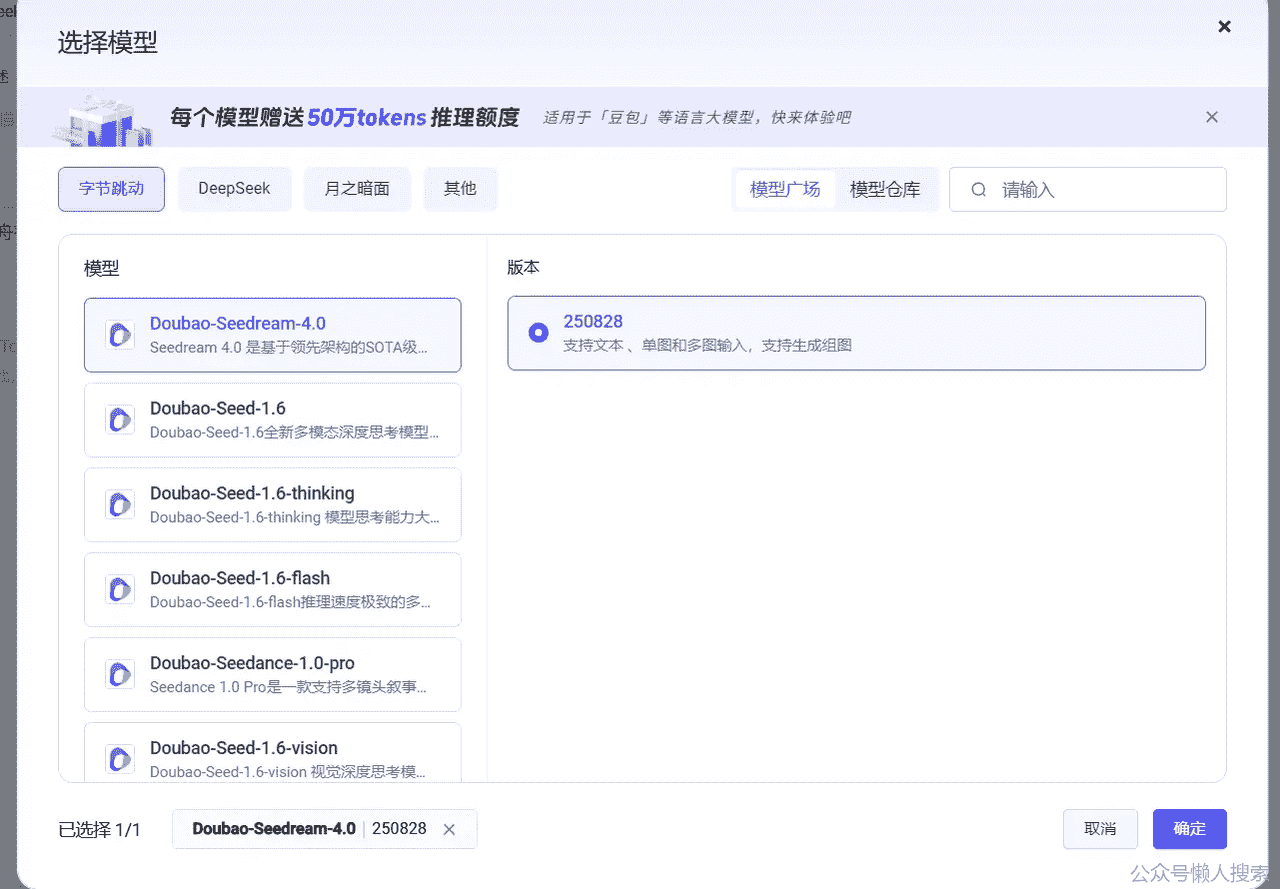 选择模型
每个模型赠送 50万tokens 推理额度 适用于「豆包」等语言大模型，快来体验吧
字节跳动 DeepSeek 月之暗面 其他 模型广场 模型仓库 请输入
模型
Doubao-Seedream-4.0
Seedream 4.0 是基于领先架构的SOTA级...
Doubao-Seed-1.6
Doubao-Seed-1.6全新多模态深度思考模型...
Doubao-Seed-1.6-thinking
Doubao-Seed-1.6-thinking 模型思考能力大...
Doubao-Seed-1.6-flash
Doubao-Seed-1.6-flash推理速度极致的多...
Doubao-Seedance-1.0-pro
Seedance 1.0 Pro是一款支持多镜头叙事...
Doubao-Seed-1.6-vision
Doubao-Seed-1.6-vision 视觉深度思考模...
版本
250828
支持文本 、单图和多图输入，支持生成组图
已选择 1/1 Doubao-Seedream-4.0 250828 取消 确定
公众号懒人搜索